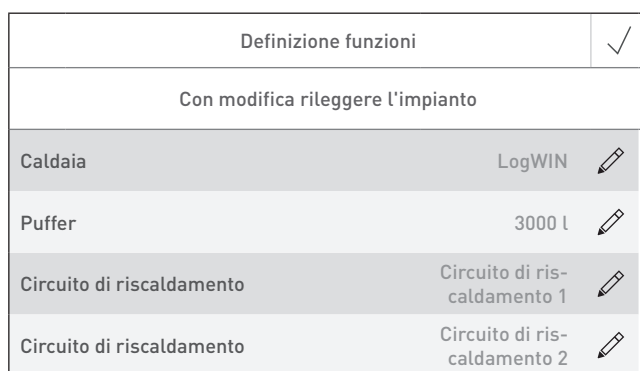 Definizione funzioni
Con modifica rileggere l'impianto
Caldaia LogWIN
Puffer 3000 l
Circuito di riscaldamento Circuito di ris-
caldamento 1
Circuito di riscaldamento Circuito di ris-
caldamento 2